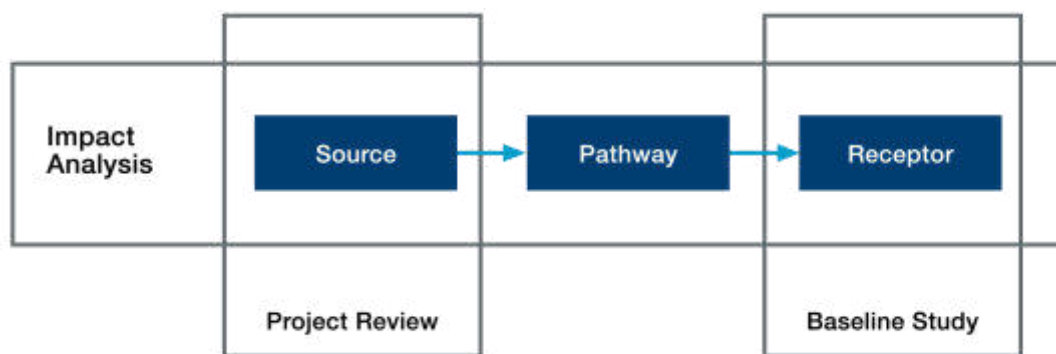 Impact
Analysis
Source
Pathway
Receptor
Project Review
Baseline Study